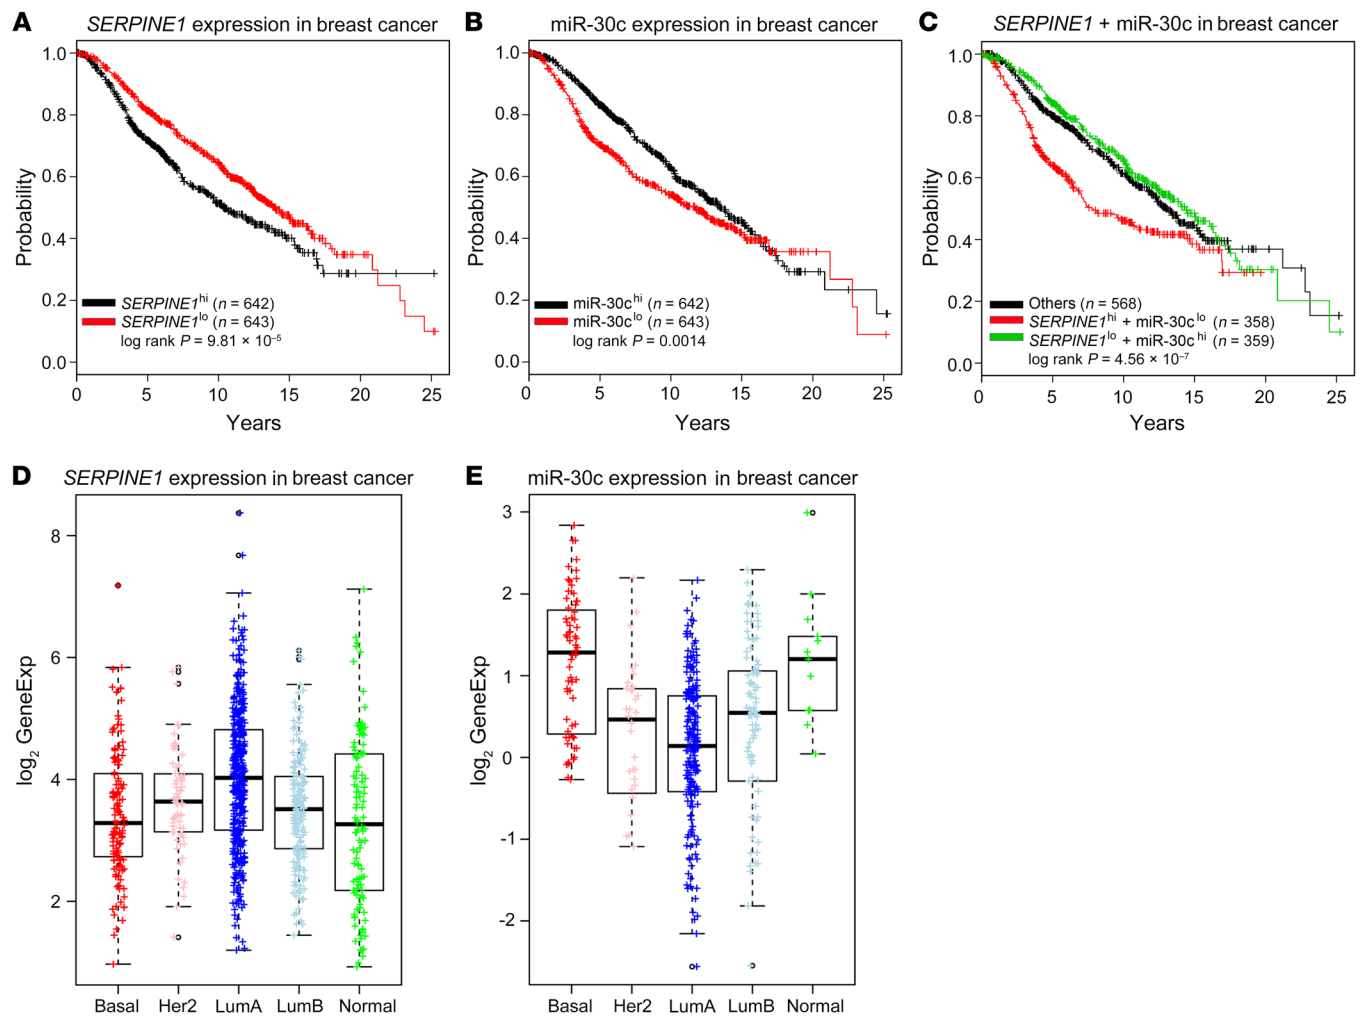 A
SERPINE1 expression in breast cancer
1.0
0.8
0.6
0.4
0.2
0.0
Probability
SERPINE1hi (n = 642)
SERPINE1lo (n = 643)
log rank P = 9.81 × 10–5
0 5 10 15 20 25
Years
B
miR-30c expression in breast cancer
1.0
0.8
0.6
0.4
0.2
0.0
Probability
miR-30chi (n = 642)
miR-30clo (n = 643)
log rank P = 0.0014
0 5 10 15 20 25
Years
C
SERPINE1 + miR-30c in breast cancer
1.0
0.8
0.6
0.4
0.2
0.0
Probability
Others (n = 568)
SERPINE1hi + miR-30clo (n = 358)
SERPINE1lo + miR-30chi (n = 359)
log rank P = 4.56 × 10–7
0 5 10 15 20 25
Years
D
SERPINE1 expression in breast cancer
8
6
4
2
log2 GeneExp
Basal Her2 LumA LumB Normal
E
miR-30c expression in breast cancer
3
2
1
0
-1
-2
log2 GeneExp
Basal Her2 LumA LumB Normal